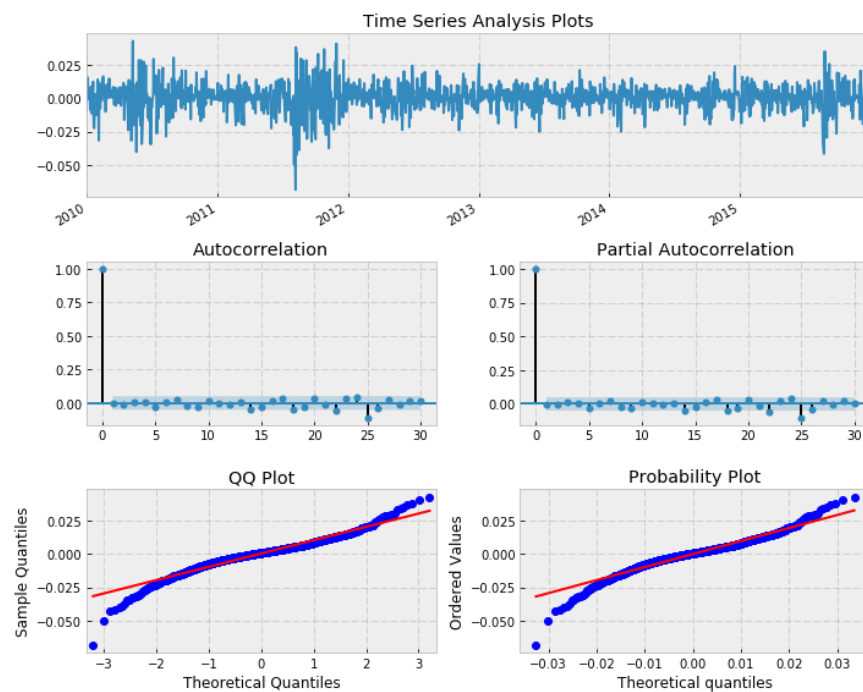 Time Series Analysis Plots
0.025
0.000
−0.025
−0.050
2010 2011 2012 2013 2014 2015
Autocorrelation
1.00
0.75
0.50
0.25
0.00
0 5 10 15 20 25 30
Partial Autocorrelation
1.00
0.75
0.50
0.25
0.00
0 5 10 15 20 25 30
QQ Plot
Sample Quantiles
0.025
0.000
−0.025
−0.050
−3 −2 −1 0 1 2 3
Theoretical Quantiles
Probability Plot
Ordered Values
0.025
0.000
−0.025
−0.050
−0.03 −0.02 −0.01 0.00 0.01 0.02 0.03
Theoretical quantiles